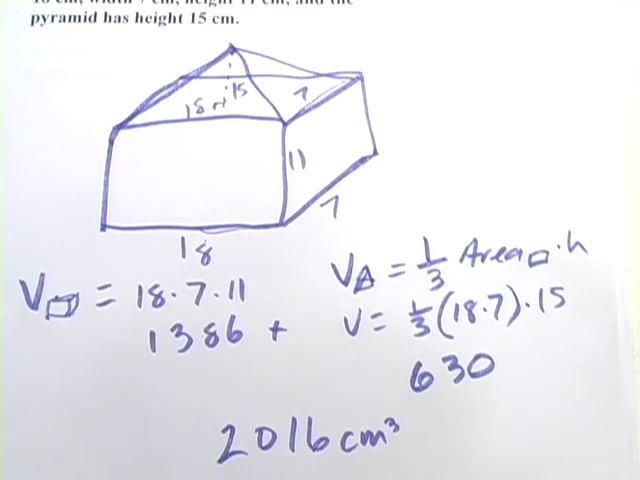 pyramid has height 15 cm.
15
18
7
11
7
18
V = 18·7·11
V = 1/3 Area ·h
1386 +
V = 1/3 (18·7)·15
630
2016 cm³